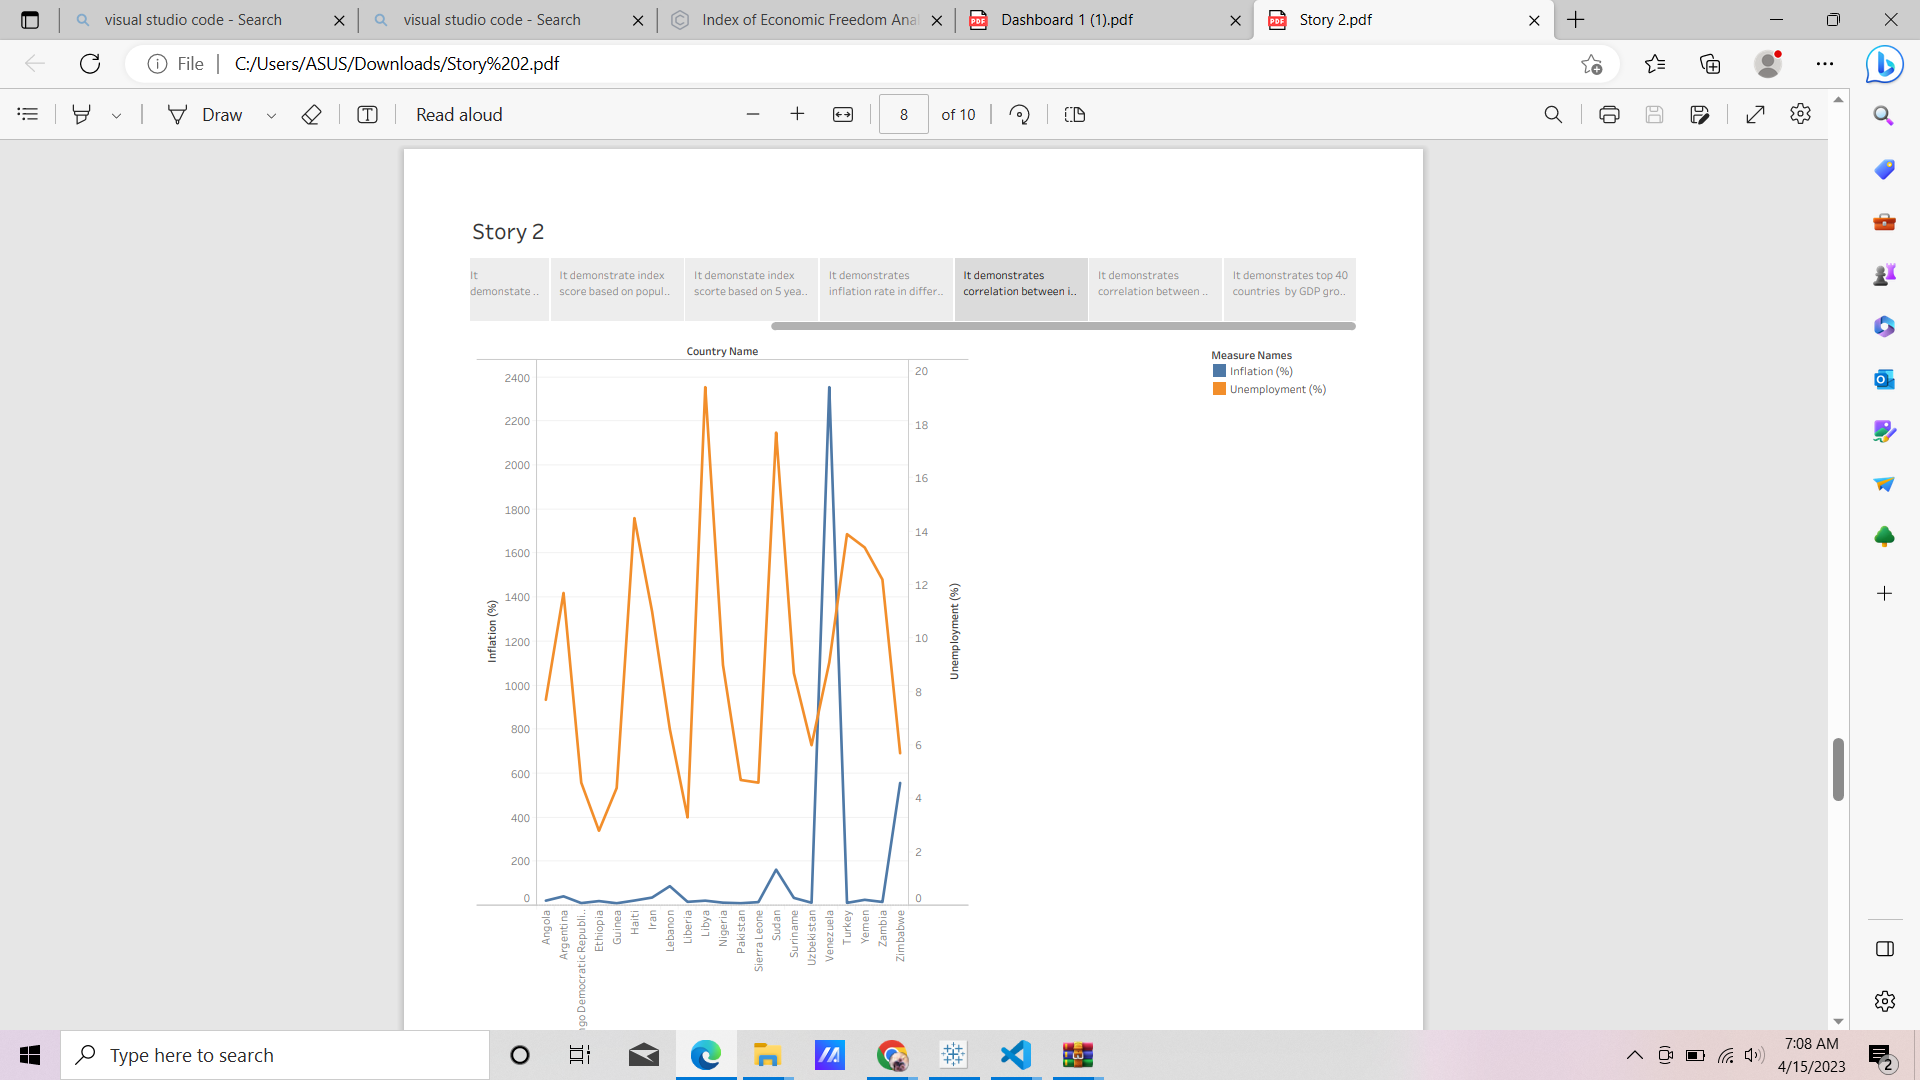 visual studio code - Search
visual studio code - Search
Index of Economic Freedom Anal
Dashboard 1 (1).pdf
Story 2.pdf
File
C:/Users/ASUS/Downloads/Story%202.pdf
Draw
Read aloud
8
of 10
Story 2
It
demonstate ..
It demonstrate index
score based on popul..
It demonstate index
scorte based on 5 yea..
It demonstrates
inflation rate in differ..
It demonstrates
correlation between i..
It demonstrates
correlation between ..
It demonstrates top 40
countries by GDP gro..
Country Name
Measure Names
Inflation (%)
Unemployment (%)
2400
2200
2000
1800
1600
1400
1200
1000
800
600
400
200
0
Inflation (%)
20
18
16
14
12
10
8
6
4
2
0
Unemployment (%)
Angola
Argentina
ngo Democratic Republi..
Ethiopia
Guinea
Haiti
Iran
Lebanon
Liberia
Libya
Nigeria
Pakistan
Sierra Leone
Sudan
Suriname
Uzbekistan
Venezuela
Turkey
Yemen
Zambia
Zimbabwe
Type here to search
7:08 AM
4/15/2023
2